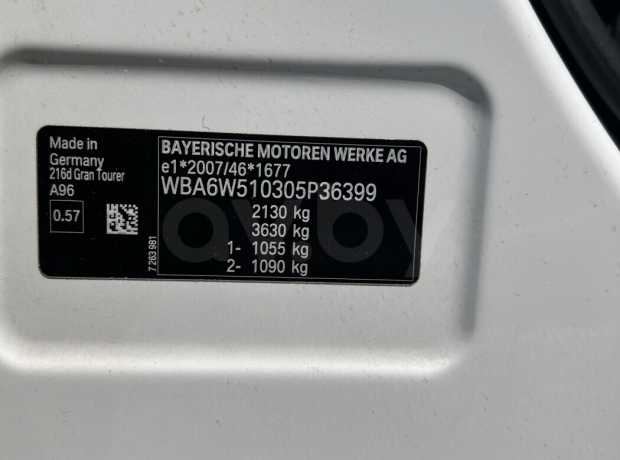 Made in
Germany
216d Gran Tourer
A96
0.57
7 263 981
BAYERISCHE MOTOREN WERKE AG
e1*2007/46*1677
WBA6W510305P36399
2130 kg
3630 kg
1- 1055 kg
2- 1090 kg